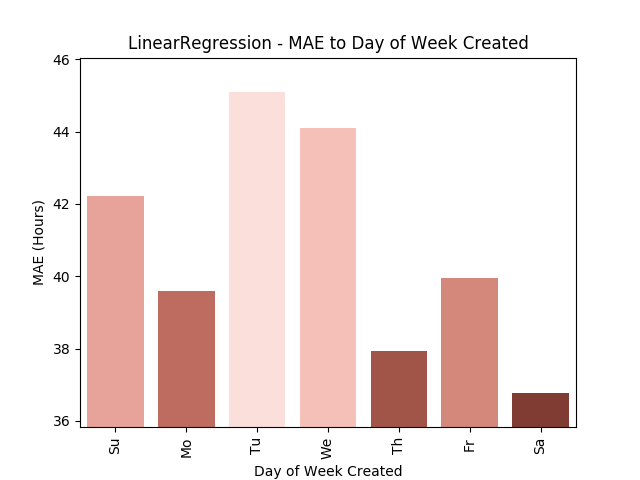 LinearRegression - MAE to Day of Week Created
46
44
42
40
38
36
MAE (Hours)
Su
Mo
Tu
We
Th
Fr
Sa
Day of Week Created